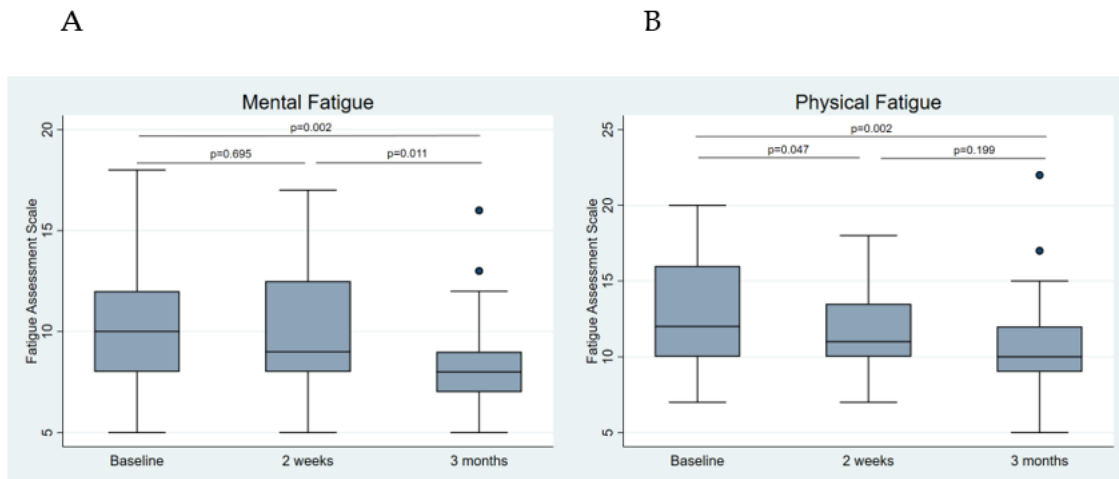 A
B
Mental Fatigue
Fatigue Assessment Scale
20
15
10
5
p=0.002
p=0.695
p=0.011
Baseline
2 weeks
3 months
Physical Fatigue
Fatigue Assessment Scale
25
20
15
10
5
p=0.002
p=0.047
p=0.199
Baseline
2 weeks
3 months